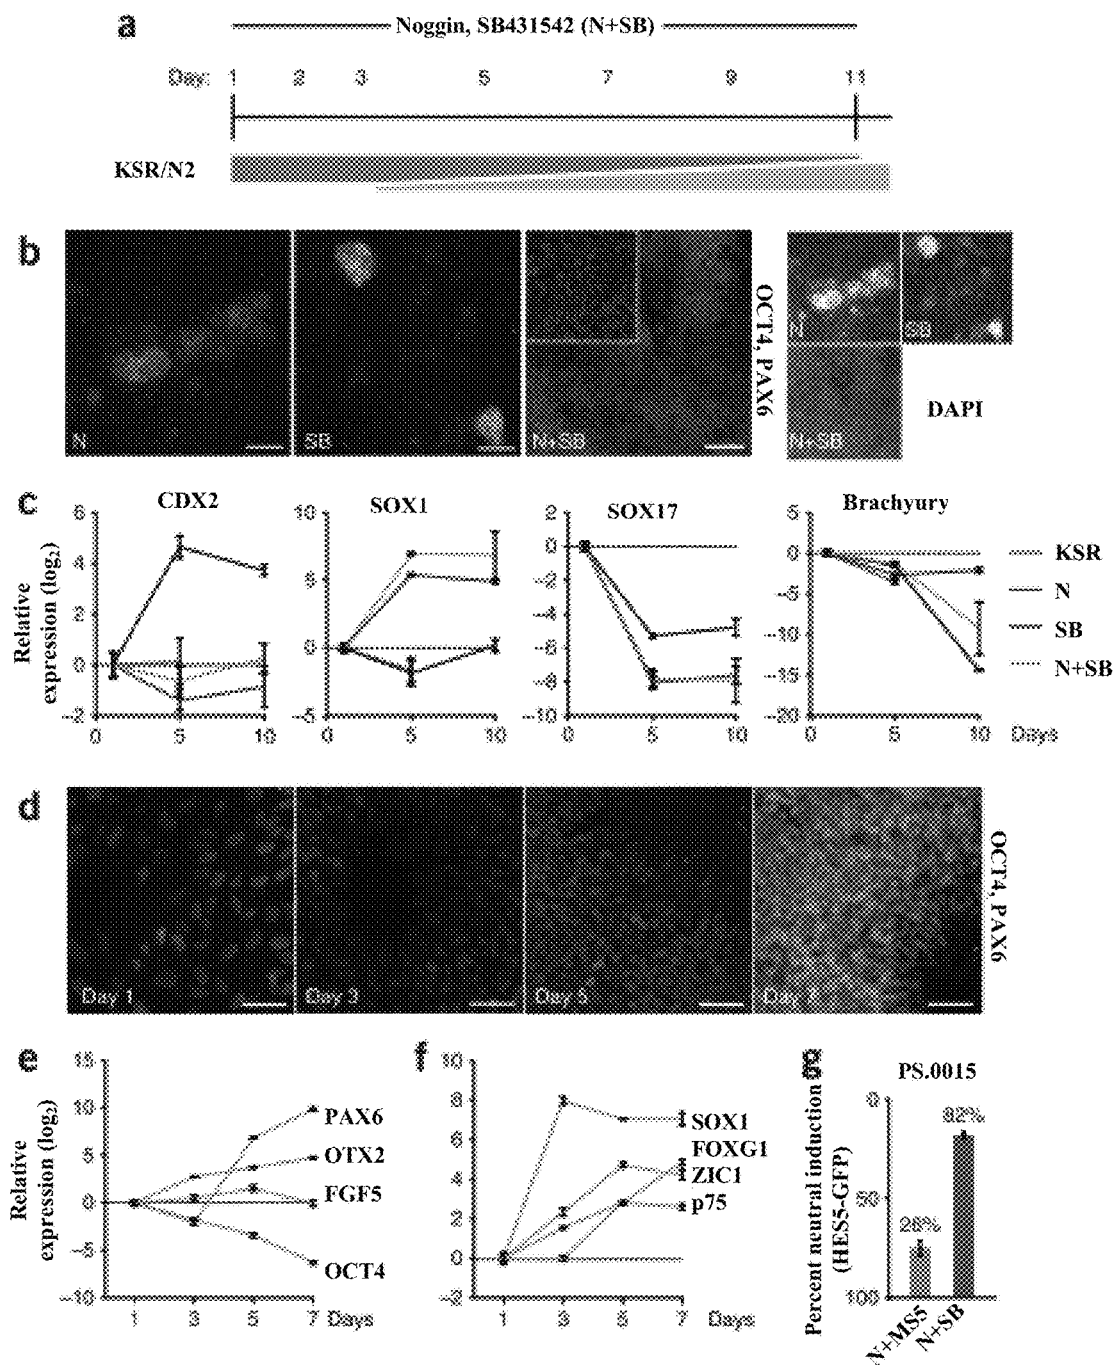 a
Noggin, SB431542 (N+SB)
Day: 1 2 3 5 7 9 11
KSR/N2
b
N
SB
N+SB
OCT4, PAX6
N
SB
N+SB
DAPI
c
CDX2
SOX1
SOX17
Brachyury
Relative expression (log2)
6
4
2
0
−2
10
5
0
−5
2
0
−2
−4
−6
−8
−10
5
0
−5
−10
−15
−20
KSR
N
SB
N+SB
0 5 10
0 5 10
0 5 10
0 5 10
Days
d
Day 1
Day 3
Day 5
Day 7
OCT4, PAX6
e
Relative expression (log2)
15
10
5
0
−5
−10
PAX6
OTX2
FGF5
OCT4
1 3 5 7 Days
f
10
8
6
4
2
0
−2
SOX1
FOXG1
ZIC1
p75
1 3 5 7 Days
g
PS.0015
Percent neutral induction
(HES5-GFP)
0
50
100
26%
82%
N+MS5
N+SB